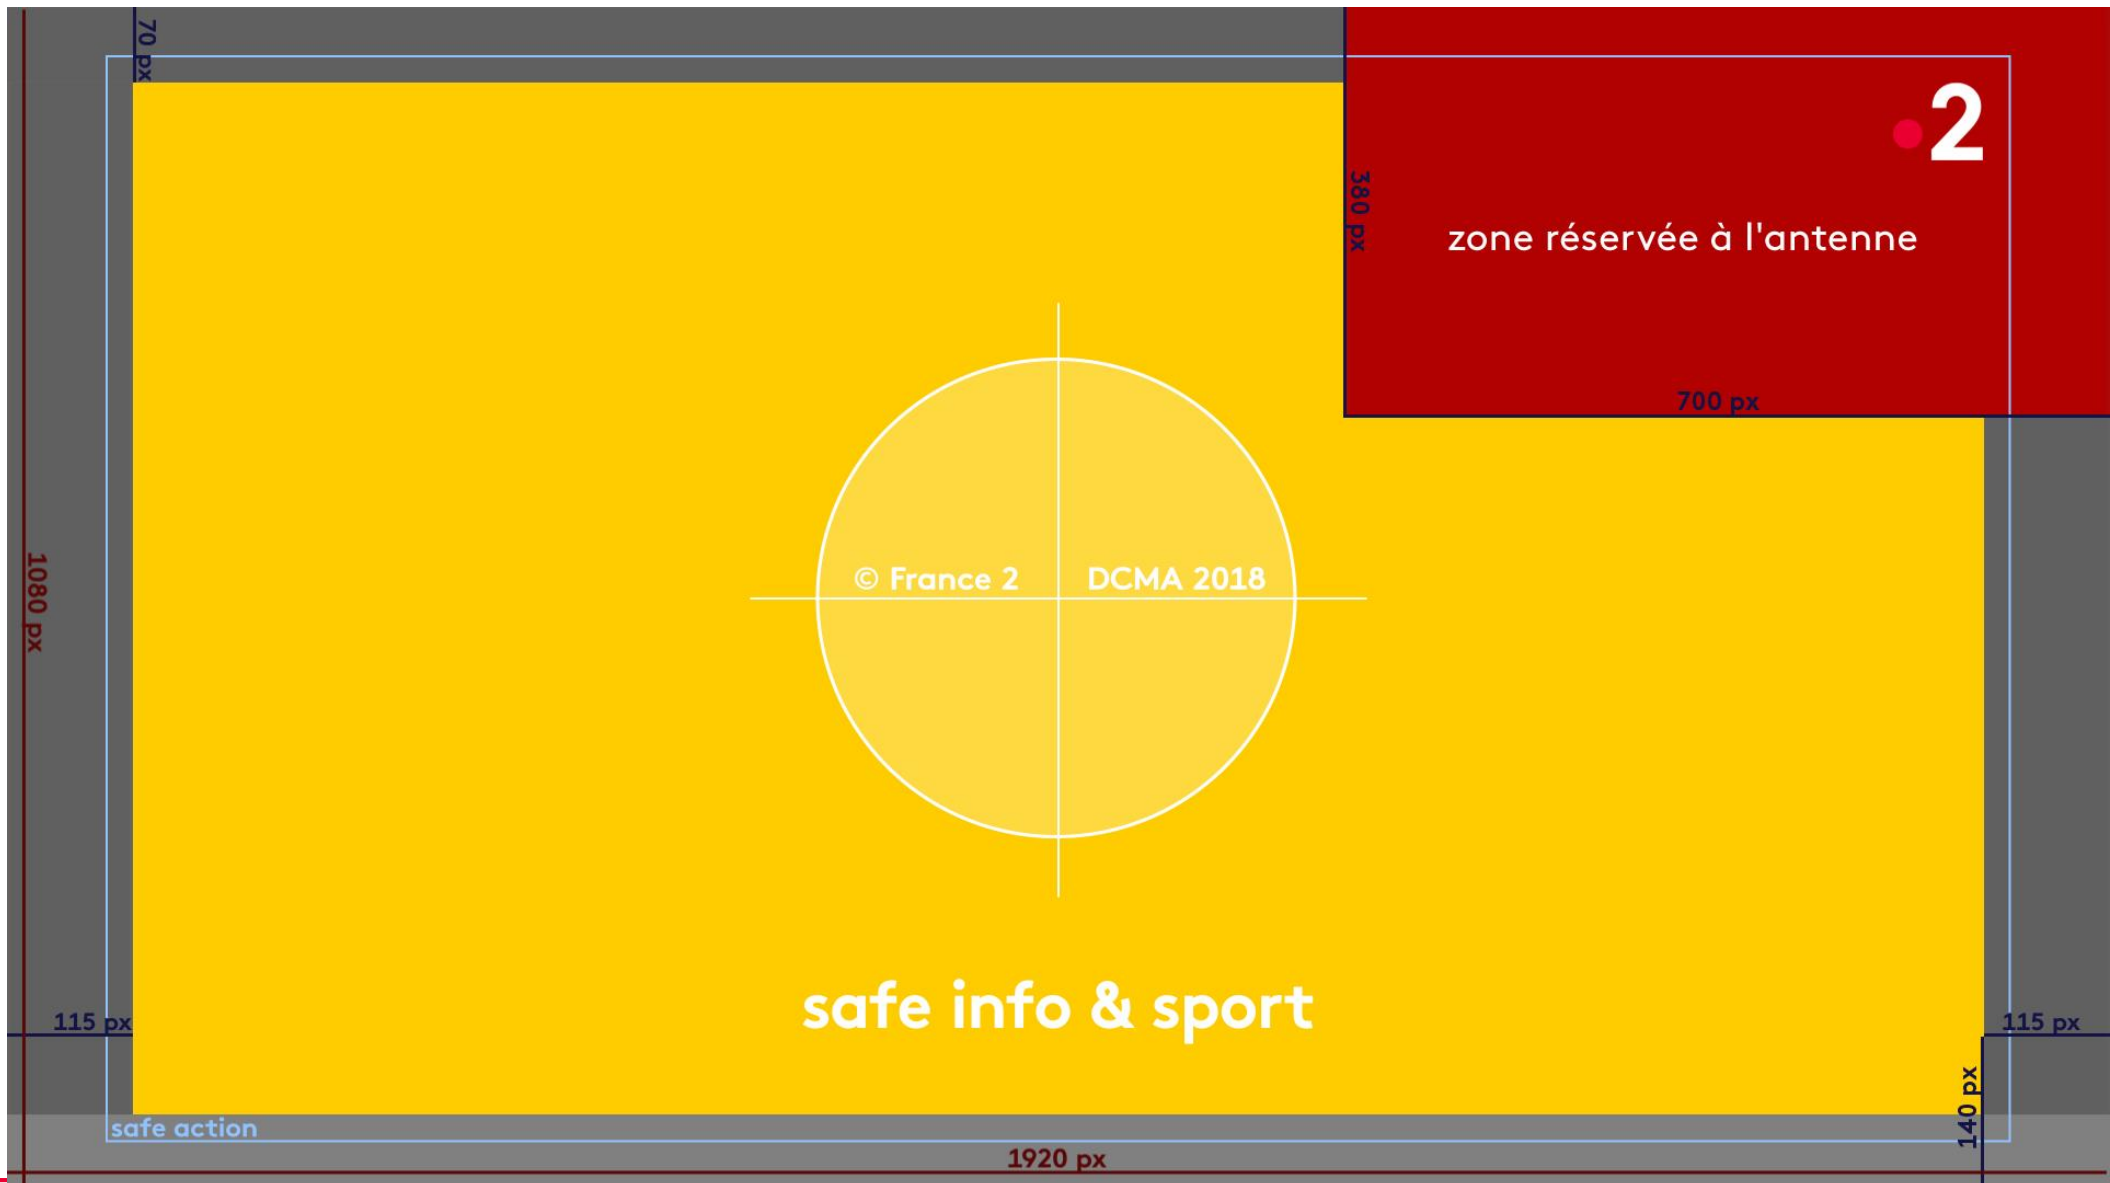 70 px
2
380 px
zone réservée à l'antenne
700 px
1080 px
© France 2 DCMA 2018
safe info & sport
115 px
115 px
140 px
safe action
1920 px